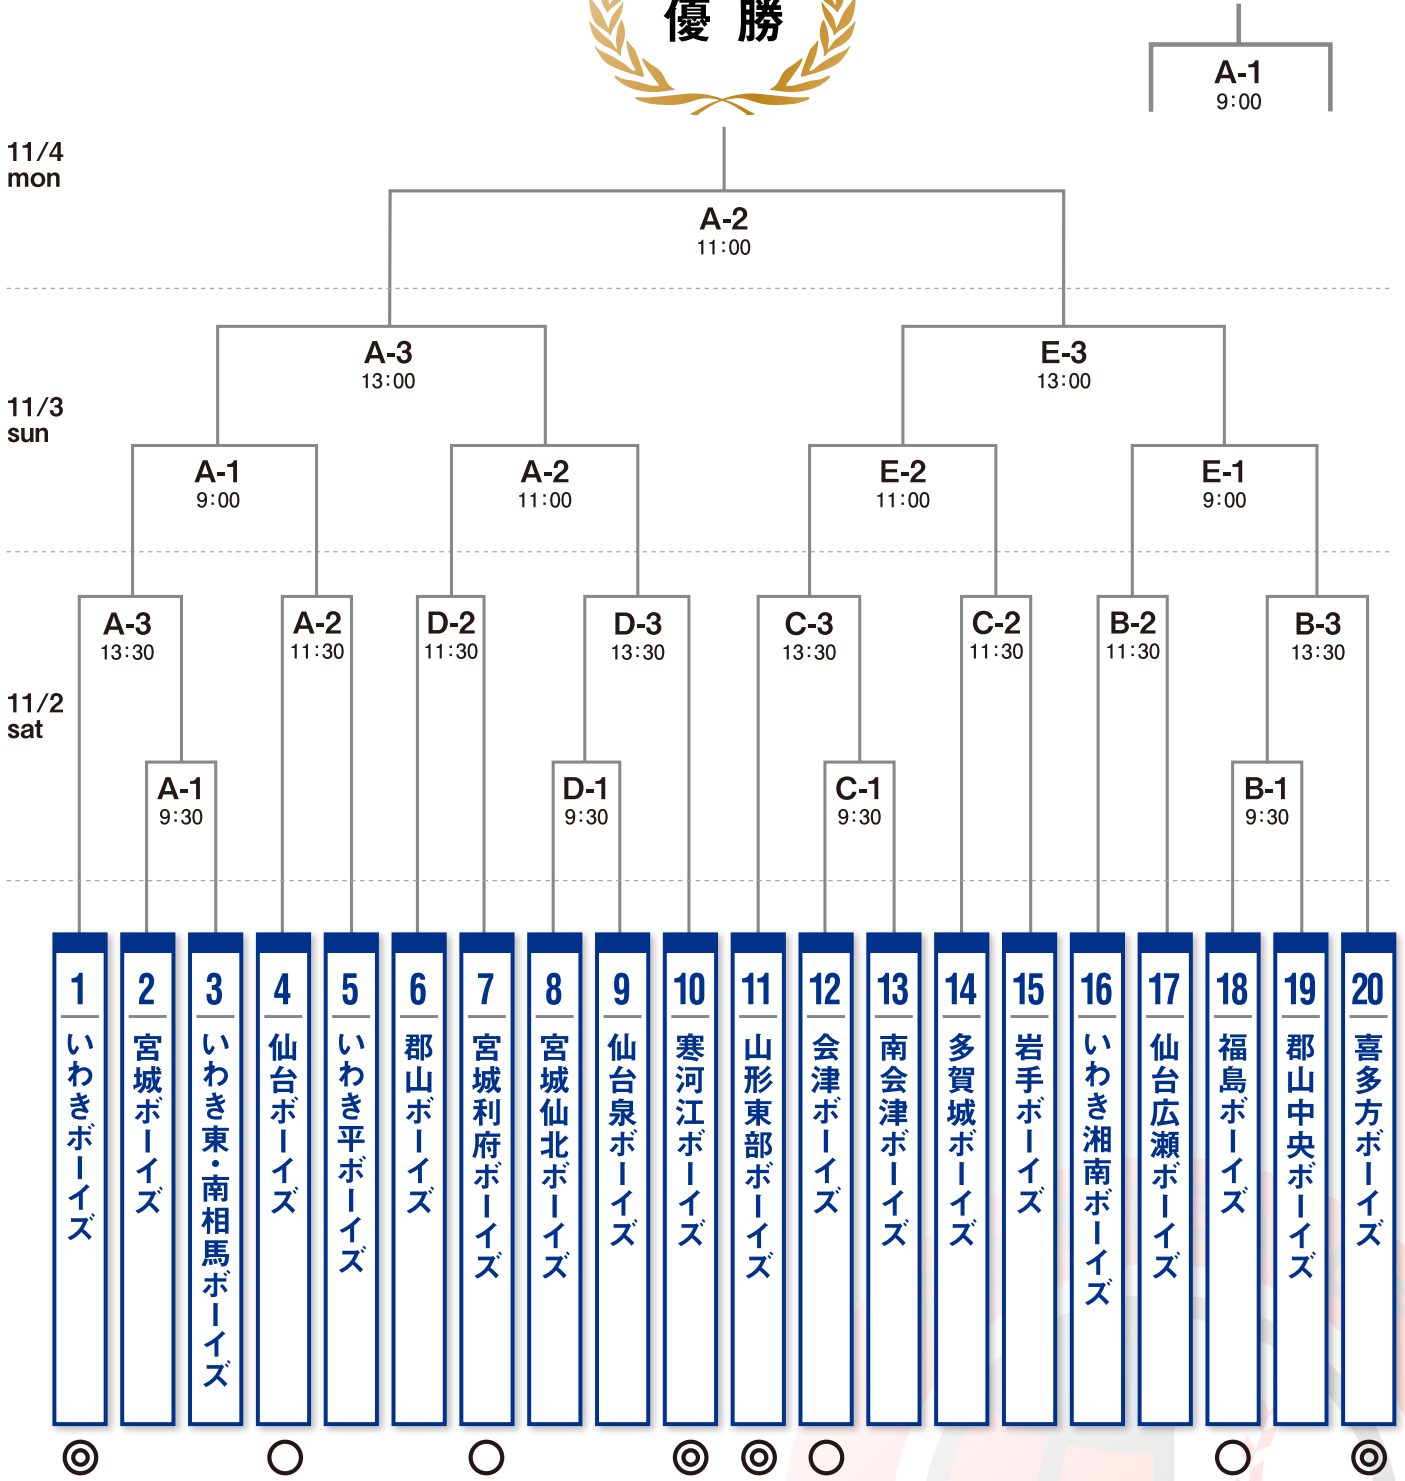 優勝
A-1
9:00
11/4
mon
A-2
11:00
A-3
13:00
E-3
13:00
11/3
sun
A-1
9:00
A-2
11:00
E-2
11:00
E-1
9:00
A-3
13:30
A-2
11:30
D-2
11:30
D-3
13:30
C-3
13:30
C-2
11:30
B-2
11:30
B-3
13:30
11/2
sat
A-1
9:30
D-1
9:30
C-1
9:30
B-1
9:30
1
いわきボーイズ
2
宮城ボーイズ
3
いわき東・南相馬ボーイズ
4
仙台ボーイズ
5
いわき平ボーイズ
6
郡山ボーイズ
7
宮城利府ボーイズ
8
宮城仙北ボーイズ
9
仙台泉ボーイズ
10
寒河江ボーイズ
11
山形東部ボーイズ
12
会津ボーイズ
13
南会津ボーイズ
14
多賀城ボーイズ
15
岩手ボーイズ
16
いわき湘南ボーイズ
17
仙台広瀬ボーイズ
18
福島ボーイズ
19
郡山中央ボーイズ
20
喜多方ボーイズ
◎ ○ ○ ◎ ◎ ○ ○ ◎